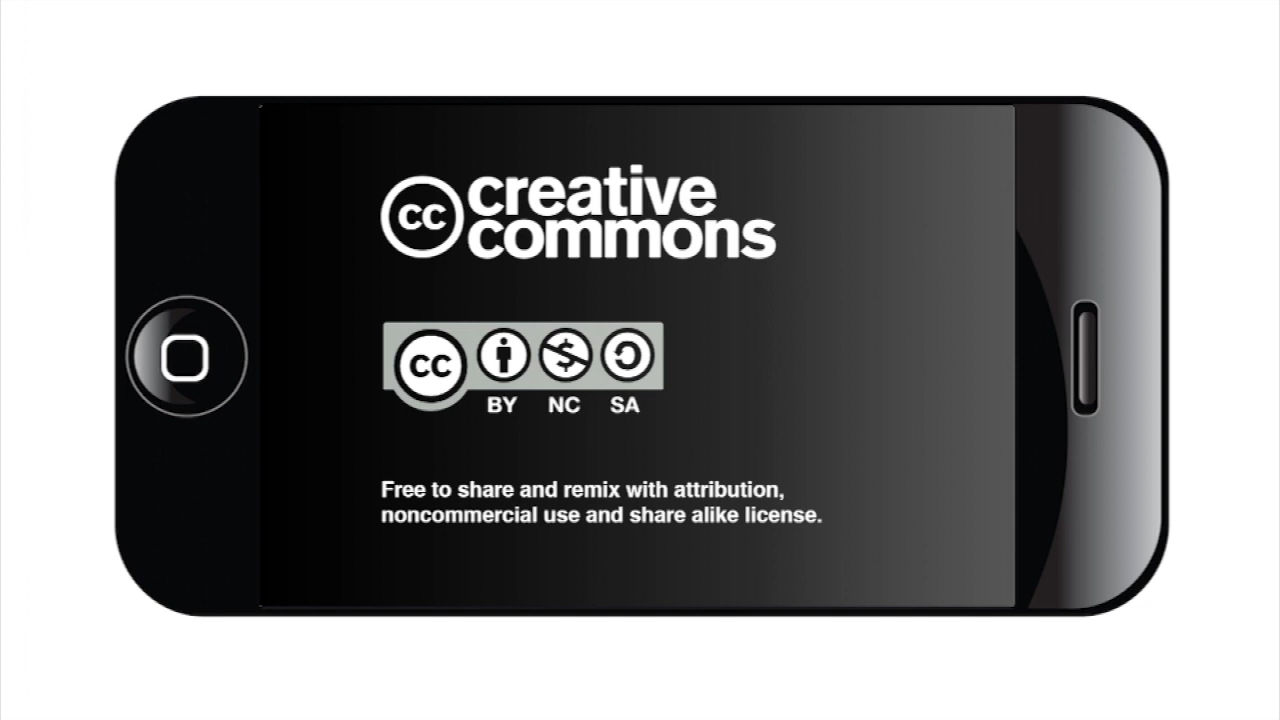 cc creative
commons
cc
BY NC SA
Free to share and remix with attribution,
noncommercial use and share alike license.